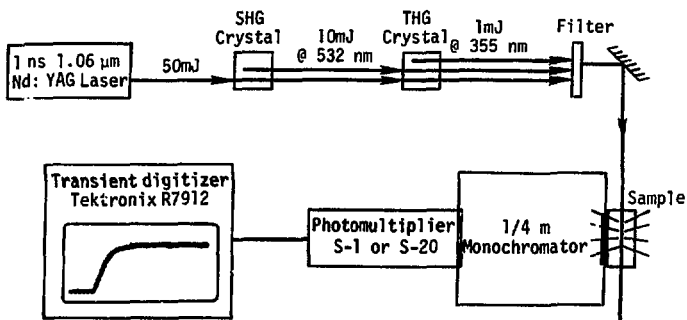 SHG
Crystal
10mJ
@ 532 nm
THG
Crystal
1mJ
@ 355 nm
Filter
1 ns 1.06 μm
Nd: YAG Laser
50mJ
Transient digitizer
Tektronix R7912
Photomultiplier
S-1 or S-20
1/4 m
Monochromator
Sample